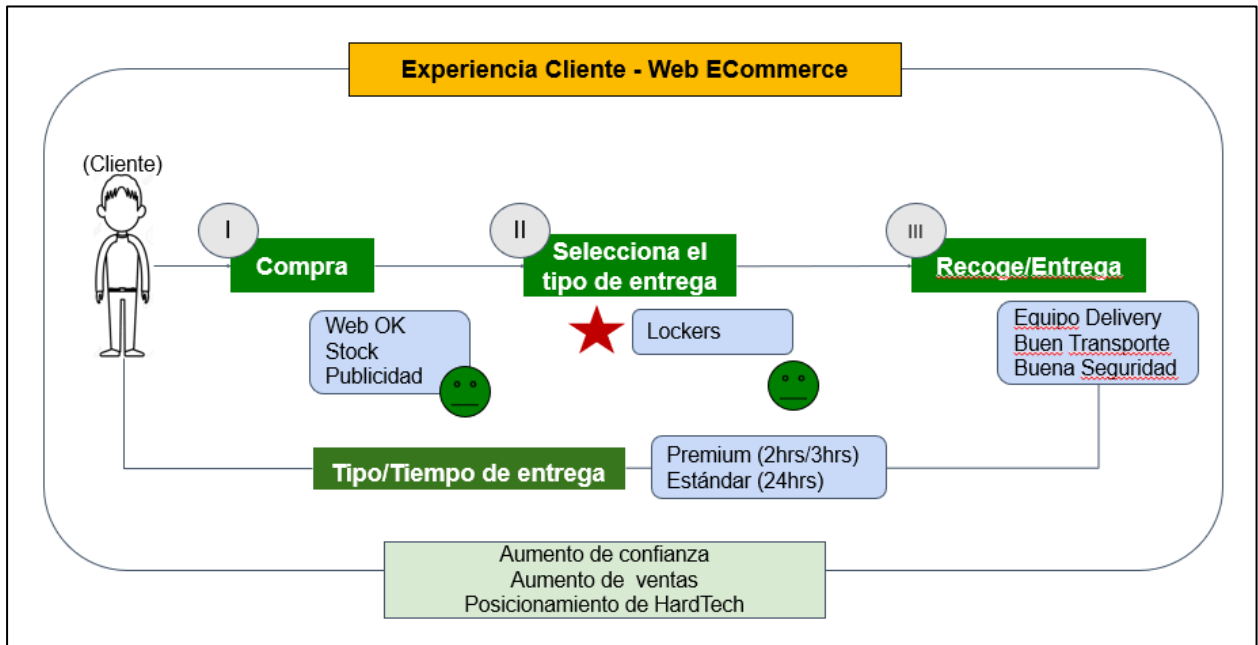 Experiencia Cliente - Web ECommerce
(Cliente)
I
Compra
II
Selecciona el
tipo de entrega
III
Recoge/Entrega
Web OK
Stock
Publicidad
Lockers
Equipo Delivery
Buen Transporte
Buena Seguridad
Tipo/Tiempo de entrega
Premium (2hrs/3hrs)
Estándar (24hrs)
Aumento de confianza
Aumento de ventas
Posicionamiento de HardTech